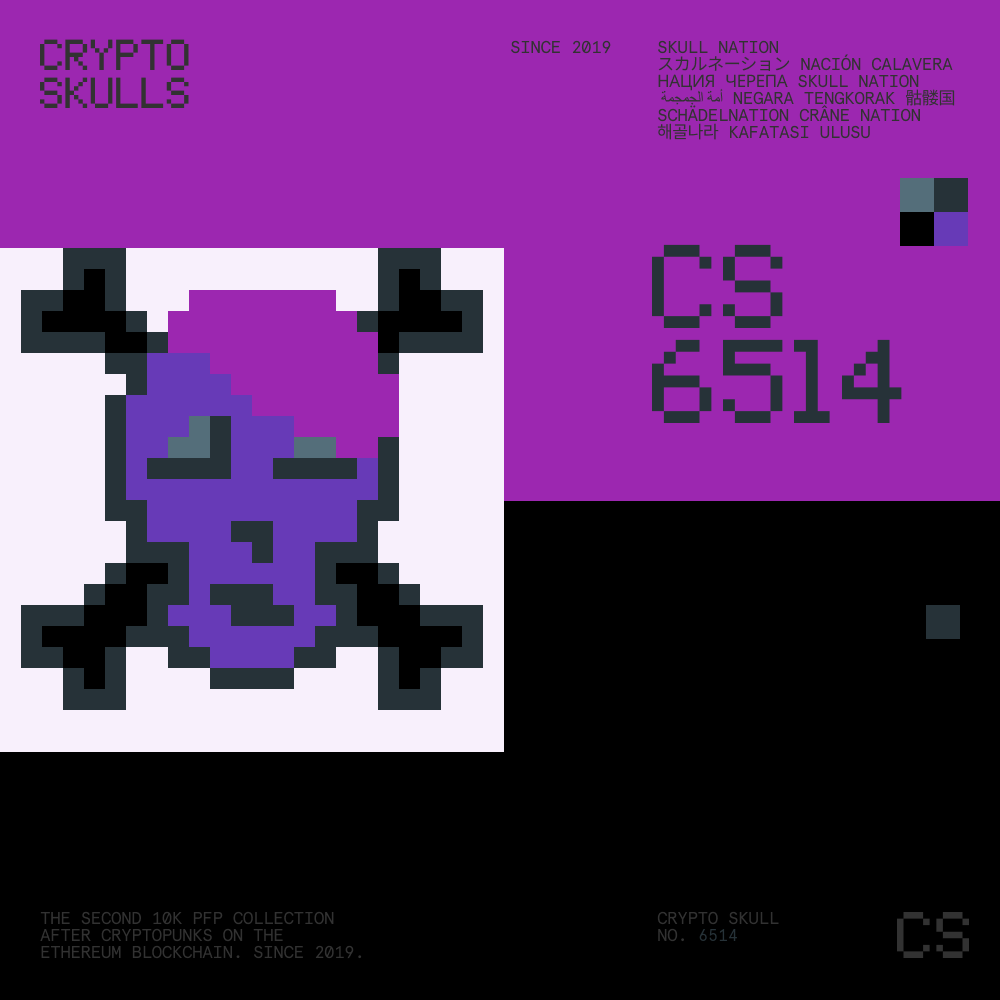 CRYPTO
SKULLS
SINCE 2019
SKULL NATION
スカルネーション NACIÓN CALAVERA
НАЦИЯ ЧЕРЕПА SKULL NATION
أمة الجمجمة NEGARA TENGKORAK 骷髅国
SCHÄDELNATION CRÂNE NATION
해골나라 KAFATASI ULUSU
CS
6514
THE SECOND 10K PFP COLLECTION
AFTER CRYPTOPUNKS ON THE
ETHEREUM BLOCKCHAIN. SINCE 2019.
CRYPTO SKULL
NO. 6514
CS